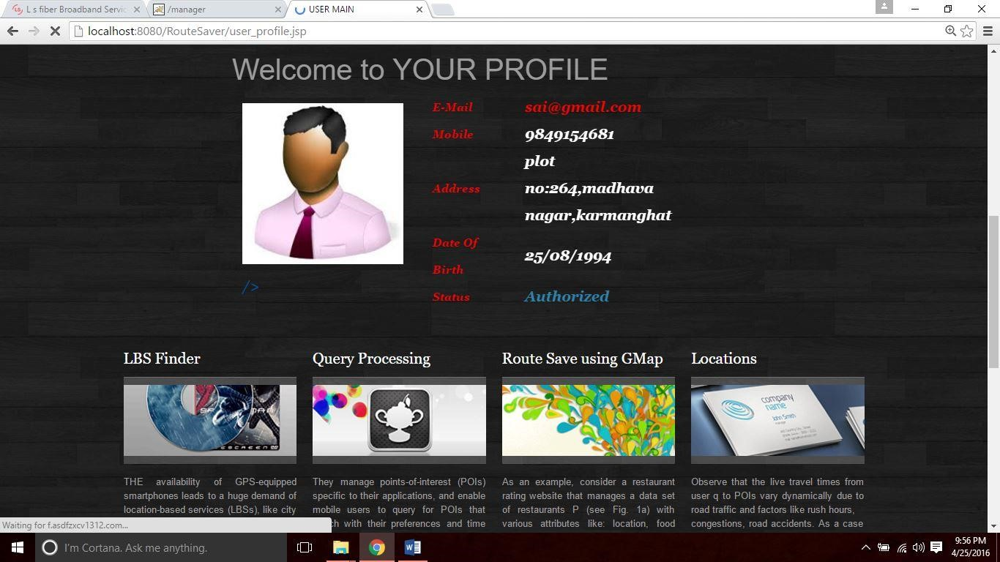 L s fiber Broadband Servic
/manager
USER MAIN
localhost:8080/RouteSaver/user_profile.jsp
Welcome to YOUR PROFILE
E-Mail sai@gmail.com
Mobile 9849154681
plot
Address no:264,madhava
nagar,karmanghat
Date Of
25/08/1994
Birth
Status Authorized
/>
LBS Finder
THE availability of GPS-equipped
smartphones leads to a huge demand of
location-based services (LBSs), like city
Query Processing
They manage points-of-interest (POIs)
specific to their applications, and enable
mobile users to query for POIs that
with their preferences and time
Route Save using GMap
As an example, consider a restaurant
rating website that manages a data set
of restaurants P (see Fig. 1a) with
various attributes like: location, food
Locations
company
name
John Smith
manager
Observe that the live travel times from
user q to POIs vary dynamically due to
road traffic and factors like rush hours,
congestions, road accidents. As a case
Waiting for f.asdfzxcv1312.com...
I'm Cortana. Ask me anything.
9:56 PM
4/25/2016